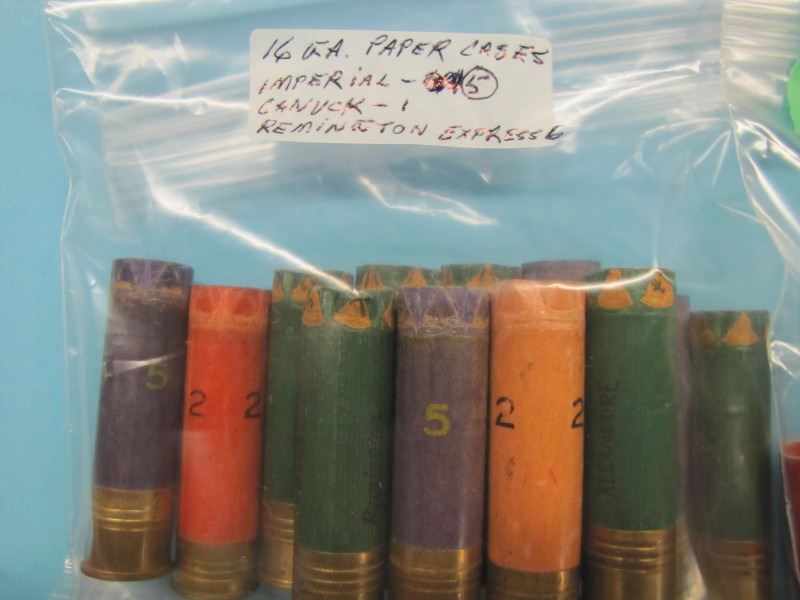 16 GA. PAPER CASES
IMPERIAL - 5
CANUCK - 1
REMINGTON EXPRESS 6
5 2 2 5 2 2